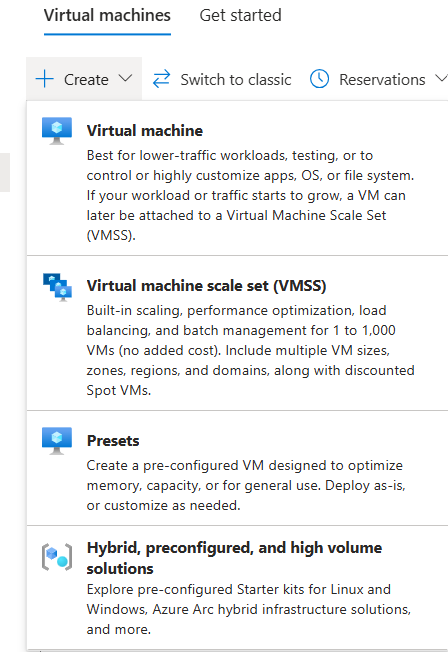 Virtual machines Get started
Create Switch to classic Reservations
Virtual machine
Best for lower-traffic workloads, testing, or to
control or highly customize apps, OS, or file system.
If your workload or traffic starts to grow, a VM can
later be attached to a Virtual Machine Scale Set
(VMSS).
Virtual machine scale set (VMSS)
Built-in scaling, performance optimization, load
balancing, and batch management for 1 to 1,000
VMs (no added cost). Include multiple VM sizes,
zones, regions, and domains, along with discounted
Spot VMs.
Presets
Create a pre-configured VM designed to optimize
memory, capacity, or for general use. Deploy as-is,
or customize as needed.
Hybrid, preconfigured, and high volume
solutions
Explore pre-configured Starter kits for Linux and
Windows, Azure Arc hybrid infrastructure solutions,
and more.